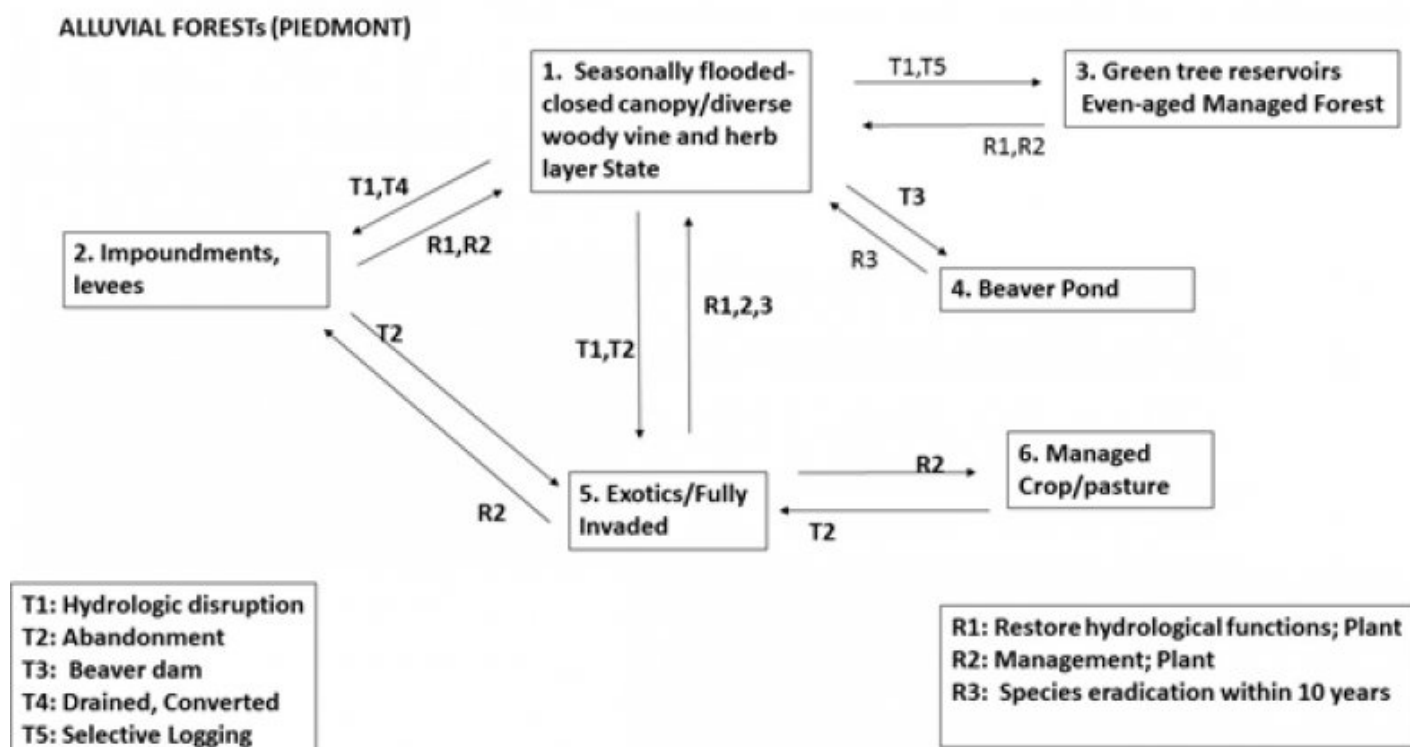 ALLUVIAL FORESTs (PIEDMONT)
1. Seasonally flooded-
closed canopy/diverse
woody vine and herb
layer State
T1,T5
3. Green tree reservoirs
Even-aged Managed Forest
R1,R2
T1,T4
R1,R2
T3
R3
2. Impoundments,
levees
4. Beaver Pond
R1,2,3
T2
T1,T2
R2
5. Exotics/Fully
Invaded
R2
T2
6. Managed
Crop/pasture
T1: Hydrologic disruption
T2: Abandonment
T3: Beaver dam
T4: Drained, Converted
T5: Selective Logging
R1: Restore hydrological functions; Plant
R2: Management; Plant
R3: Species eradication within 10 years